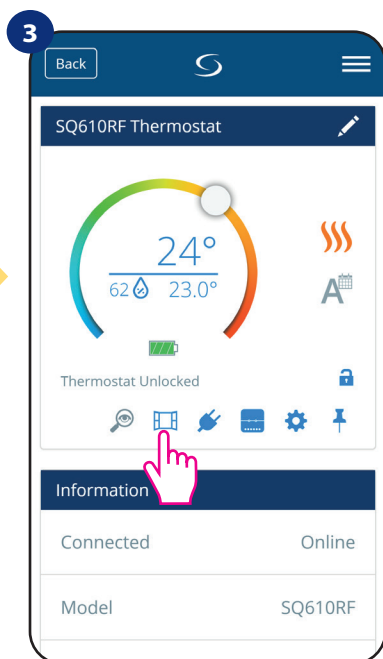 3
Back
SQ610RF Thermostat
24°
62 23.0°
A
Thermostat Unlocked
Information
Connected Online
Model SQ610RF